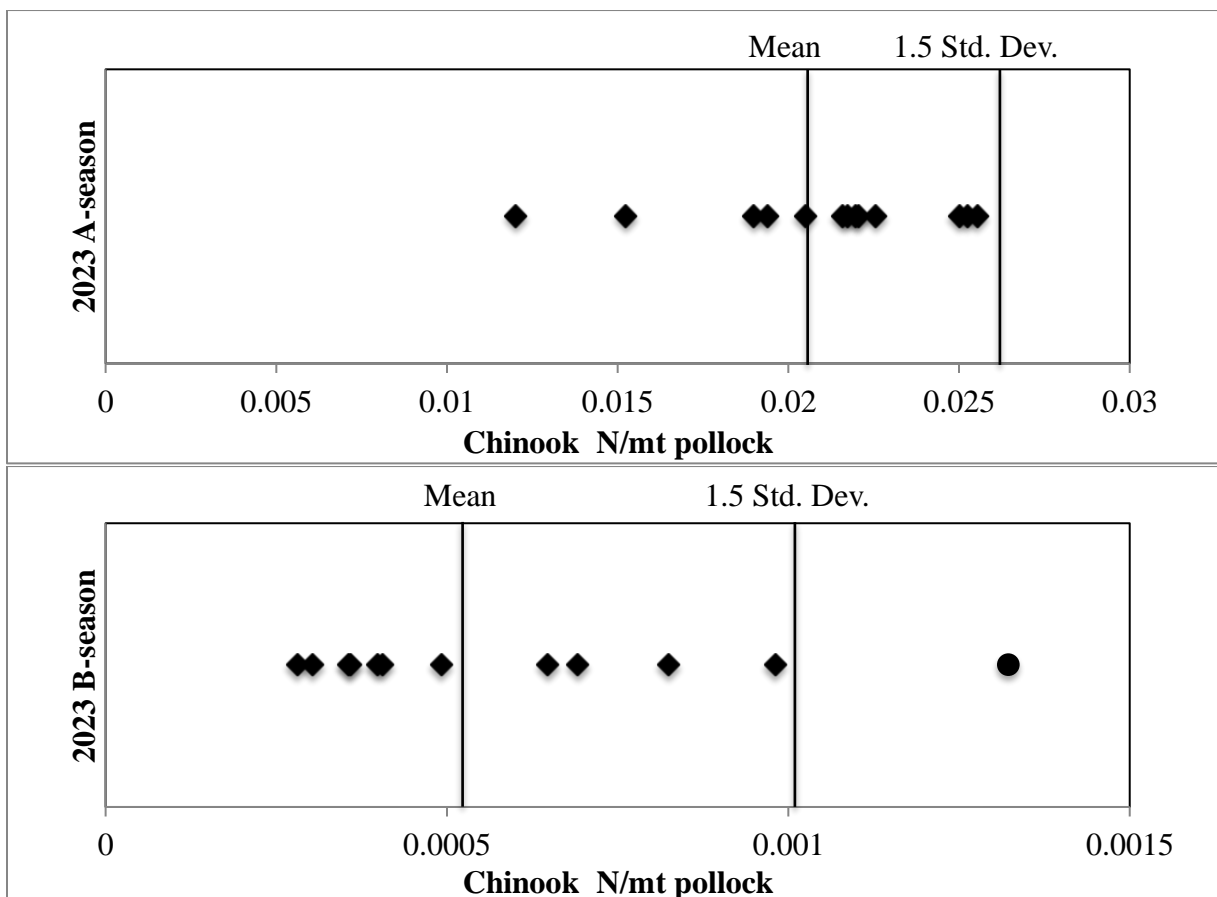 Mean 1.5 Std. Dev.
2023 A-season
0 0.005 0.01 0.015 0.02 0.025 0.03
Chinook N/mt pollock
Mean 1.5 Std. Dev.
2023 B-season
0 0.0005 0.001 0.0015
Chinook N/mt pollock